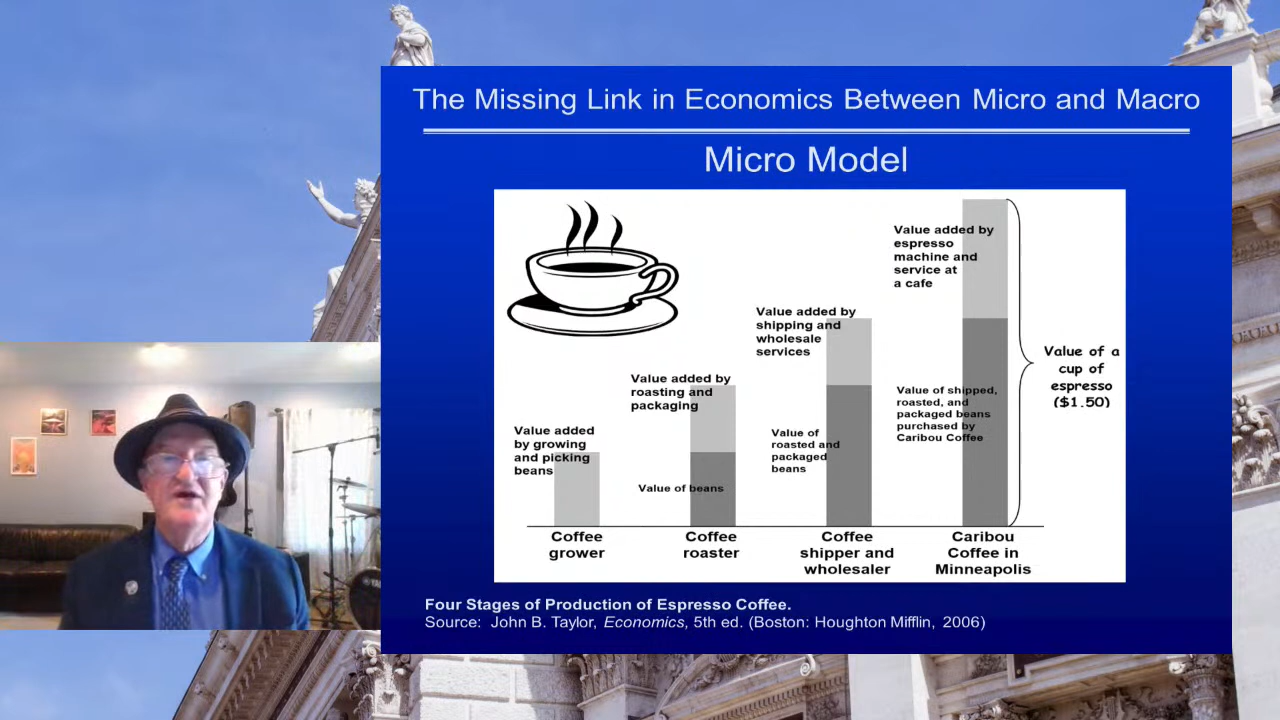 The Missing Link in Economics Between Micro and Macro
Micro Model
Value added by
espresso
machine and
service at
a cafe
Value added by
shipping and
wholesale
services
Value of a
cup of
espresso
($1.50)
Value added by
roasting and
packaging
Value of shipped,
roasted, and
packaged beans
purchased by
Caribou Coffee
Value added
by growing
and picking
beans
Value of
roasted and
packaged
beans
Value of beans
Coffee
grower
Coffee
roaster
Coffee
shipper and
wholesaler
Caribou
Coffee in
Minneapolis
Four Stages of Production of Espresso Coffee.
Source: John B. Taylor, Economics, 5th ed. (Boston: Houghton Mifflin, 2006)